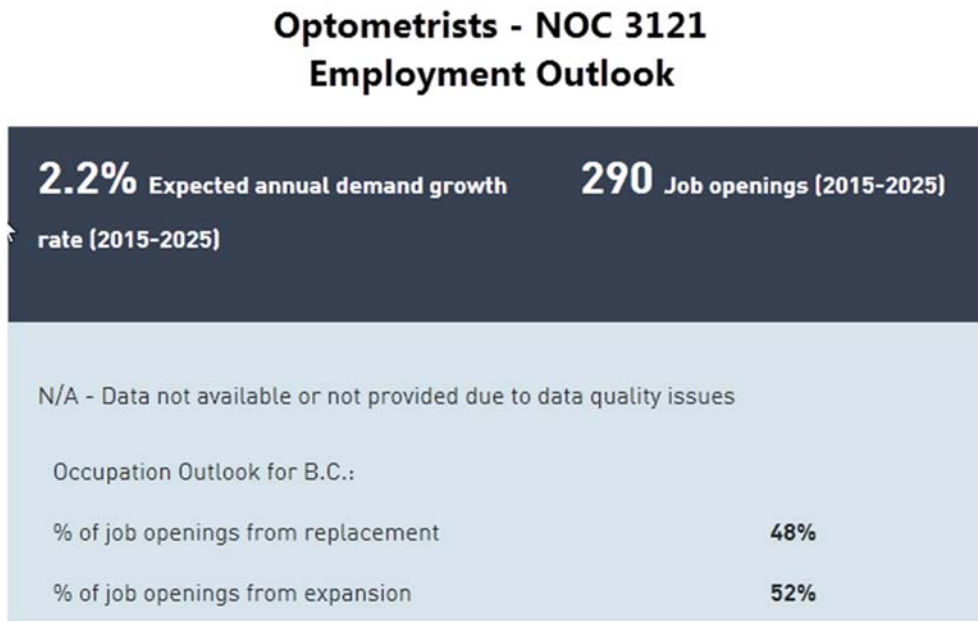 Optometrists - NOC 3121
Employment Outlook
2.2% Expected annual demand growth
rate (2015-2025)
290 Job openings (2015-2025)
N/A - Data not available or not provided due to data quality issues
Occupation Outlook for B.C.:
% of job openings from replacement 48%
% of job openings from expansion 52%